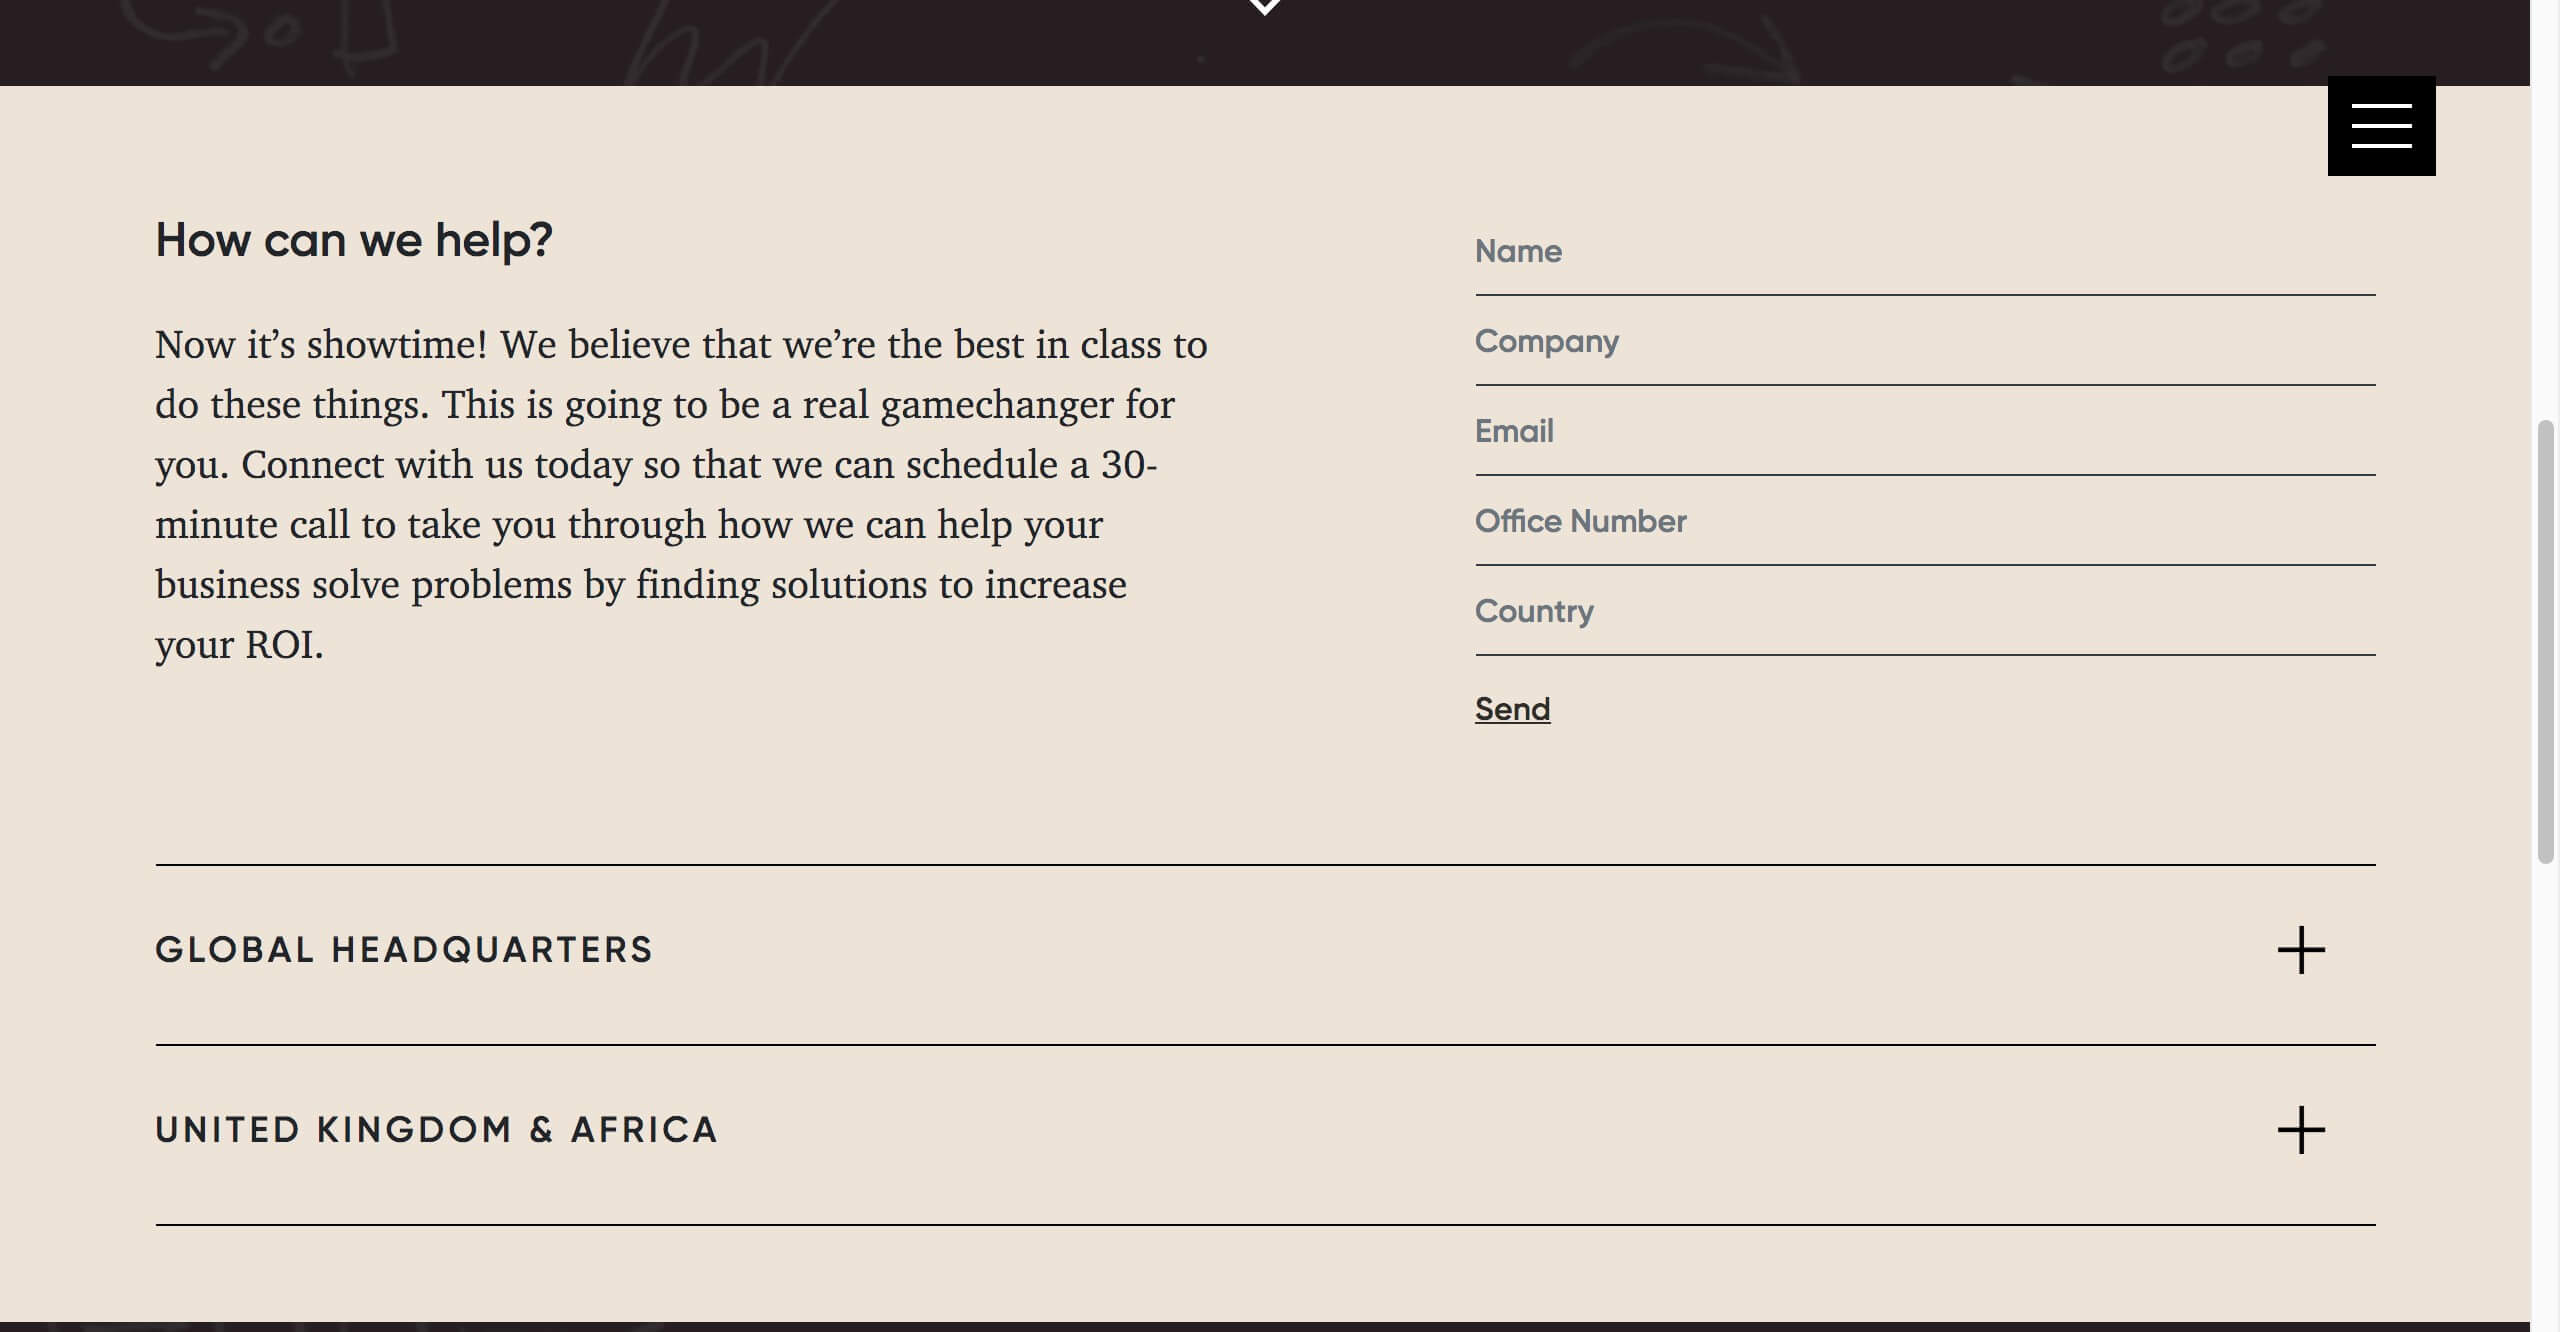 How can we help?
Now it’s showtime! We believe that we’re the best in class to
do these things. This is going to be a real gamechanger for
you. Connect with us today so that we can schedule a 30-
minute call to take you through how we can help your
business solve problems by finding solutions to increase
your ROI.
Name
Company
Email
Office Number
Country
Send
GLOBAL HEADQUARTERS
UNITED KINGDOM & AFRICA